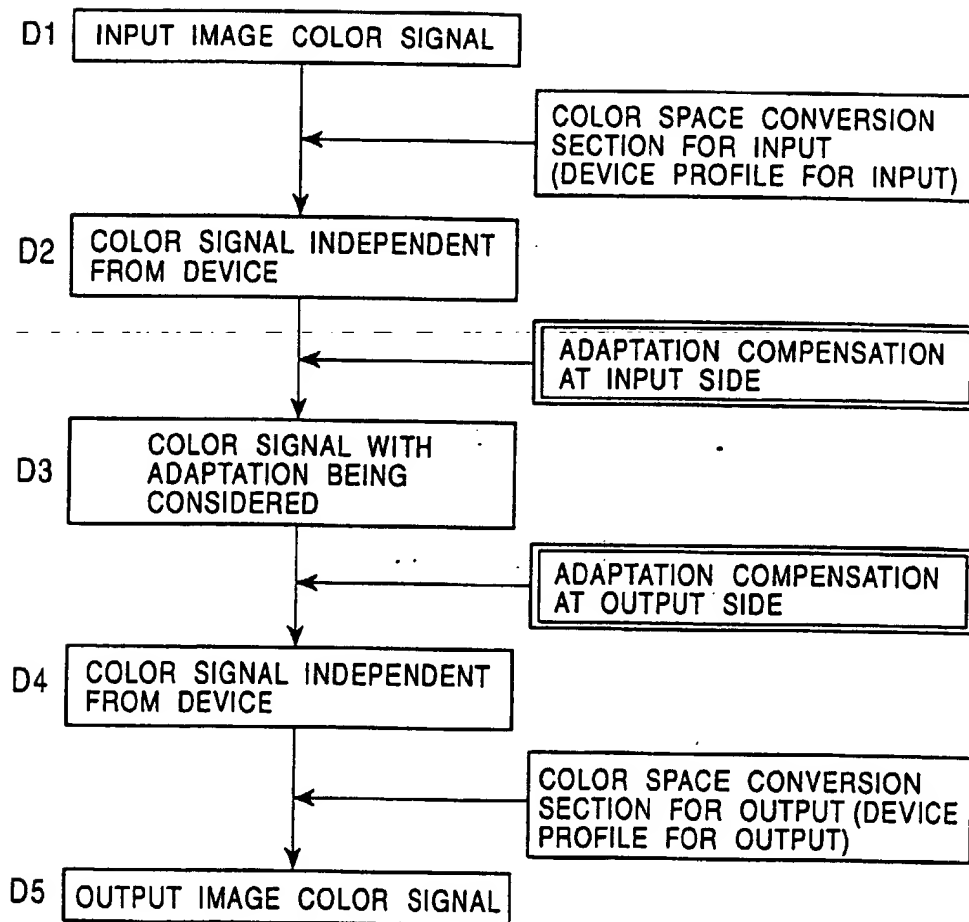 D1 INPUT IMAGE COLOR SIGNAL
COLOR SPACE CONVERSION
SECTION FOR INPUT
(DEVICE PROFILE FOR INPUT)
D2 COLOR SIGNAL INDEPENDENT
FROM DEVICE
ADAPTATION COMPENSATION
AT INPUT SIDE
D3 COLOR SIGNAL WITH
ADAPTATION BEING
CONSIDERED
ADAPTATION COMPENSATION
AT OUTPUT SIDE
D4 COLOR SIGNAL INDEPENDENT
FROM DEVICE
COLOR SPACE CONVERSION
SECTION FOR OUTPUT (DEVICE
PROFILE FOR OUTPUT)
D5 OUTPUT IMAGE COLOR SIGNAL